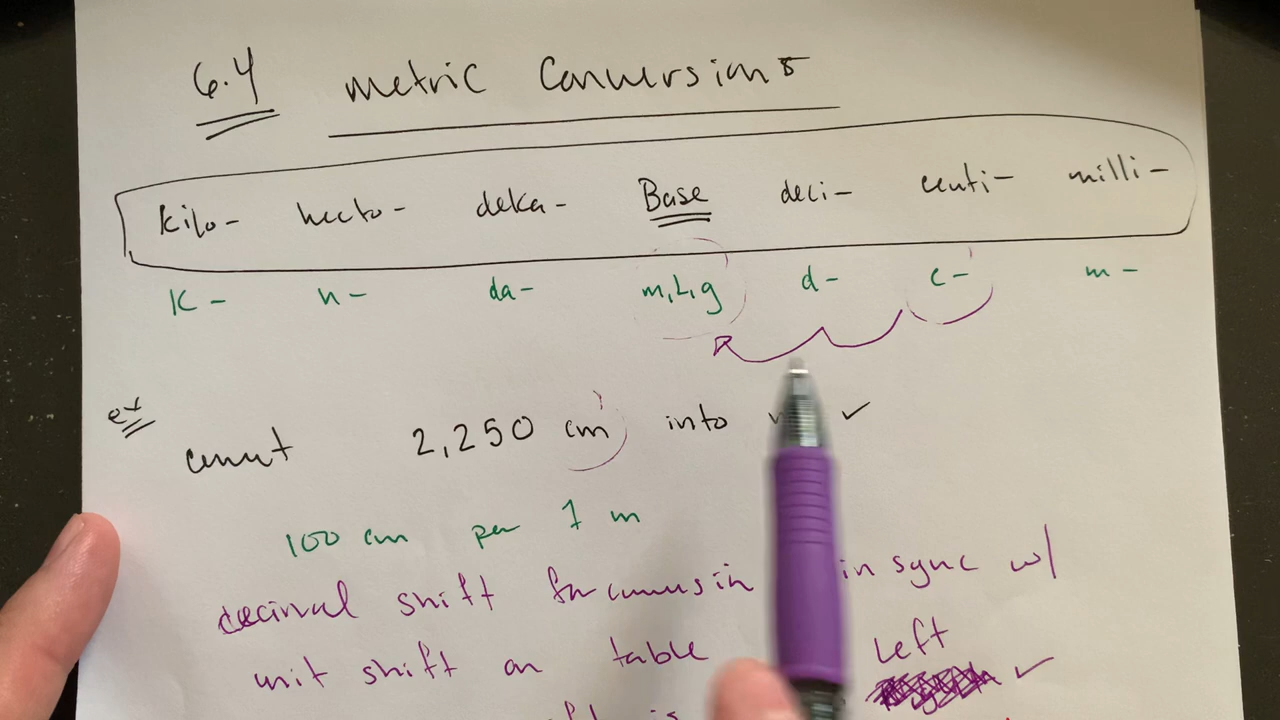 6.4 metric Conversions
kilo- hecto- deka- Base deci- centi- milli-
K- h- da- m, L, g d- c- m-
ex
convert 2,250 cm into ✓
100 cm per 1 m
decimal shift for conversion in sync w/
unit shift on table Left
✓